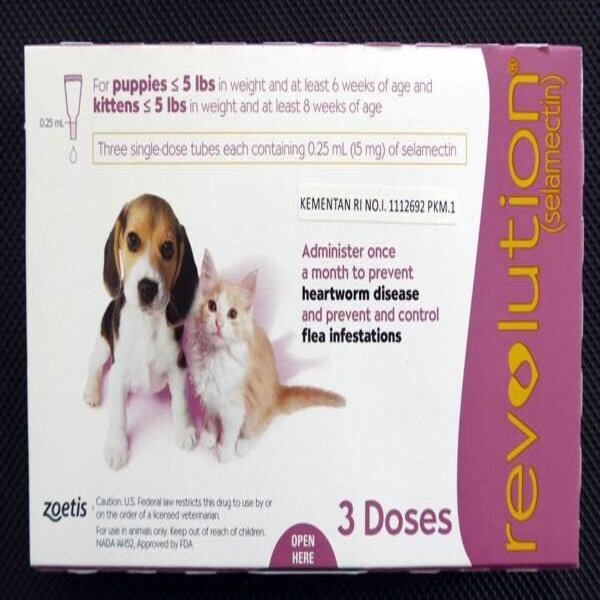 For puppies ≤ 5 lbs in weight and at least 6 weeks of age and
kittens ≤ 5 lbs in weight and at least 8 weeks of age
0.25 mL
Three single-dose tubes each containing 0.25 mL (15 mg) of selamectin
KEMENTAN RI NO.I. 1112692 PKM.1
Administer once
a month to prevent
heartworm disease
and prevent and control
flea infestations
revolution®
(selamectin)
zoetis
Caution: U.S. Federal law restricts this drug to use by or
on the order of a licensed veterinarian.
For use in animals only. Keep out of reach of children.
NADA 141-152, Approved by FDA
3 Doses
OPEN
HERE